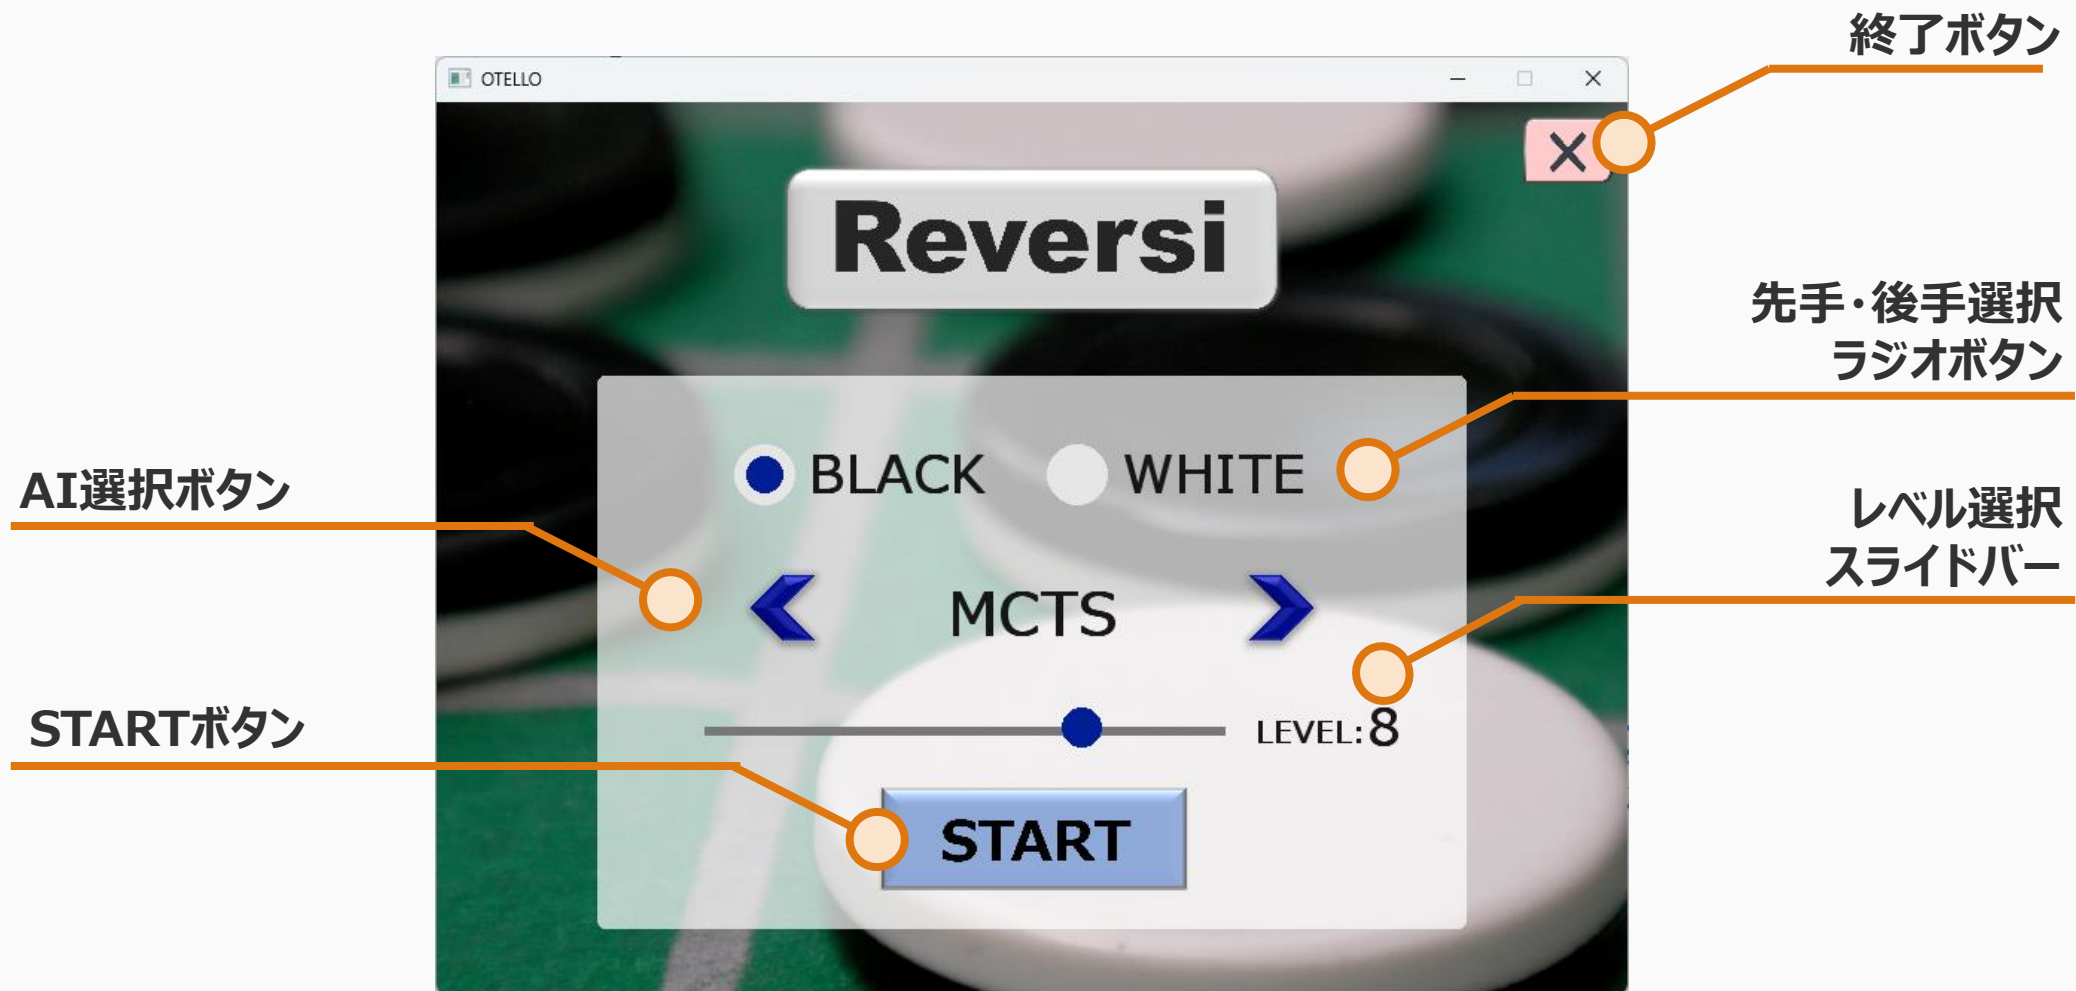 終了ボタン
OTELLO
Reversi
先手・後手選択
ラジオボタン
BLACK
WHITE
AI選択ボタン
レベル選択
スライドバー
MCTS
STARTボタン
LEVEL:8
START